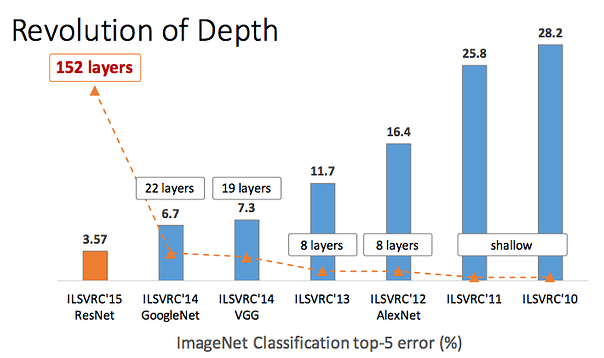 Revolution of Depth
152 layers
28.2
25.8
16.4
11.7
22 layers
19 layers
6.7
7.3
3.57
8 layers
8 layers
shallow
ILSVRC'15
ResNet
ILSVRC'14
GoogleNet
ILSVRC'14
VGG
ILSVRC'13
ILSVRC'12
AlexNet
ILSVRC'11
ILSVRC'10
ImageNet Classification top-5 error (%)